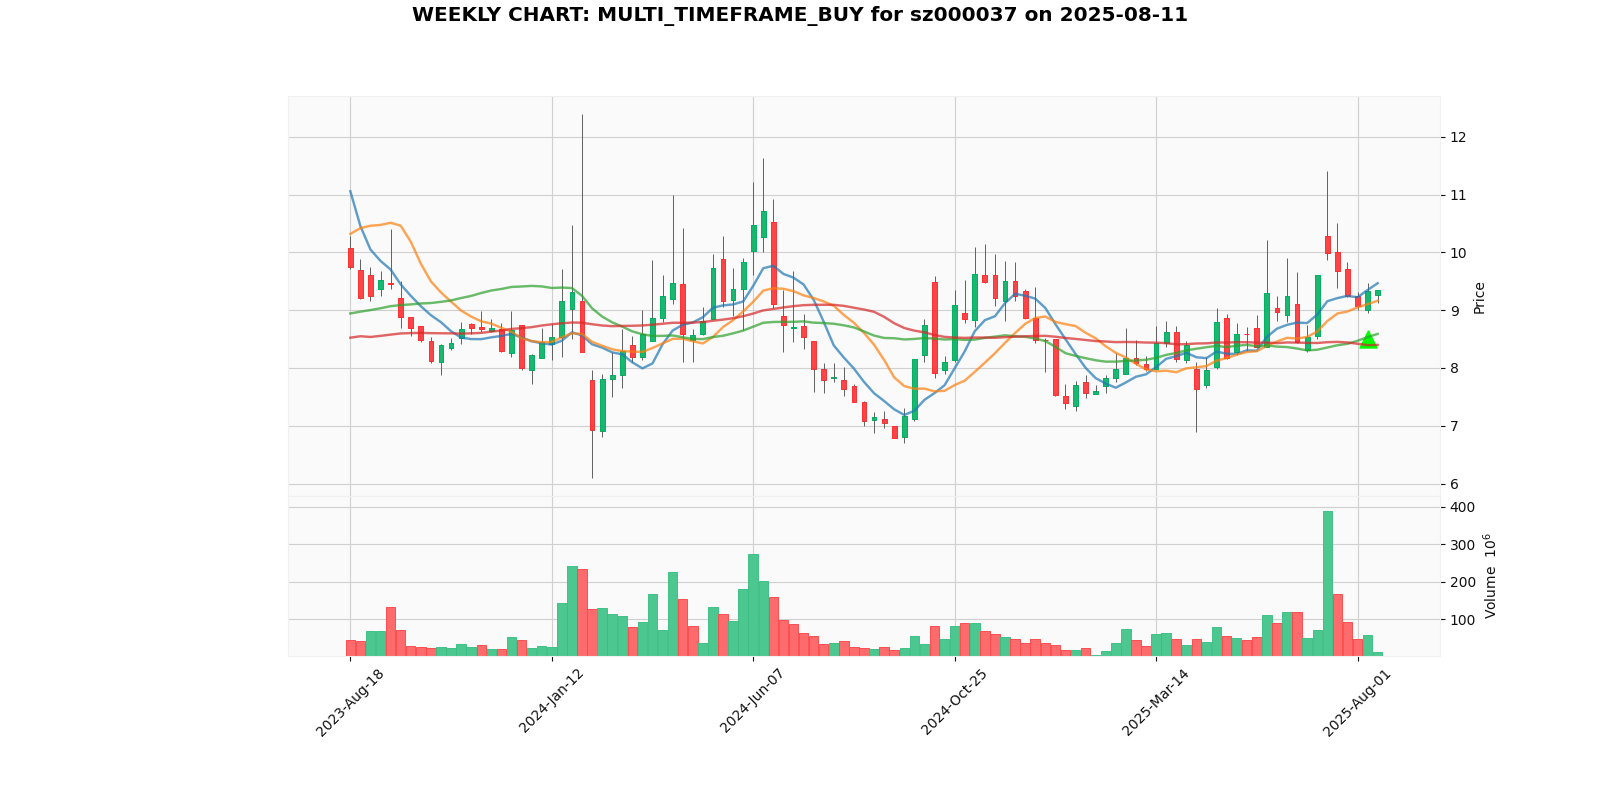 WEEKLY CHART: MULTI_TIMEFRAME_BUY for sz000037 on 2025-08-11
12
11
10
9
8
7
6
Price
400
300
200
100
Volume 10⁶
2023-Aug-18
2024-Jan-12
2024-Jun-07
2024-Oct-25
2025-Mar-14
2025-Aug-01